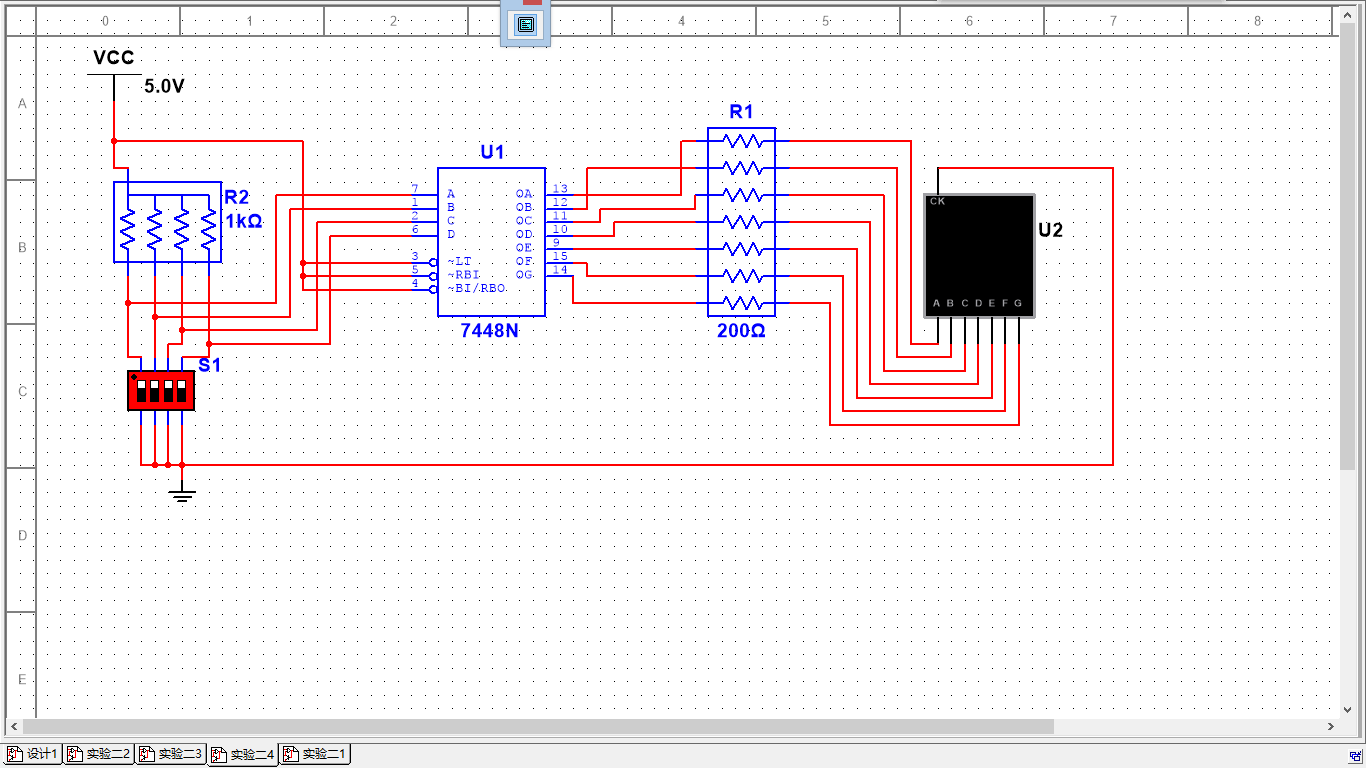 0 1 2 4 5 6 7 8
A
B
C
D
E
VCC
5.0V
R2
1kΩ
S1
U1
7 A OA 13
1 B OB 12
2 C OC 11
6 D OD 10
OE 9
3 ~LT OF 15
5 ~RBI OG 14
4 ~BI/RBO
7448N
R1
200Ω
CK
U2
A B C D E F G
设计1 实验二2 实验二3 实验二4 实验二1